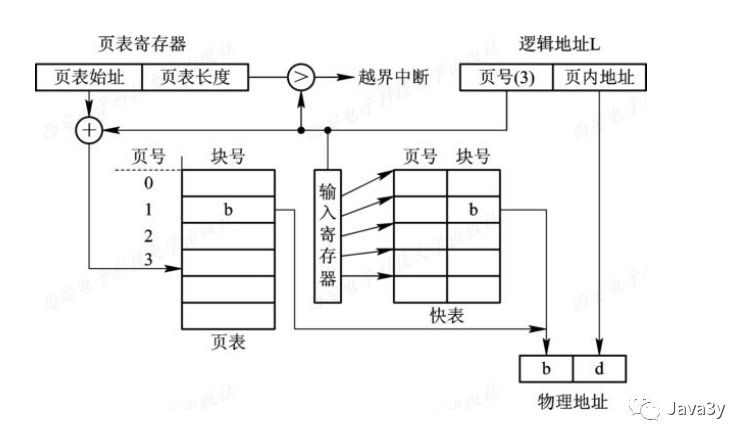 页表寄存器
逻辑地址L
页表始址
页表长度
>
越界中断
页号(3)
页内地址
+
页号
块号
0
1
2
3
b
页表
输入寄存器
页号
块号
b
快表
b
d
物理地址
Java3y